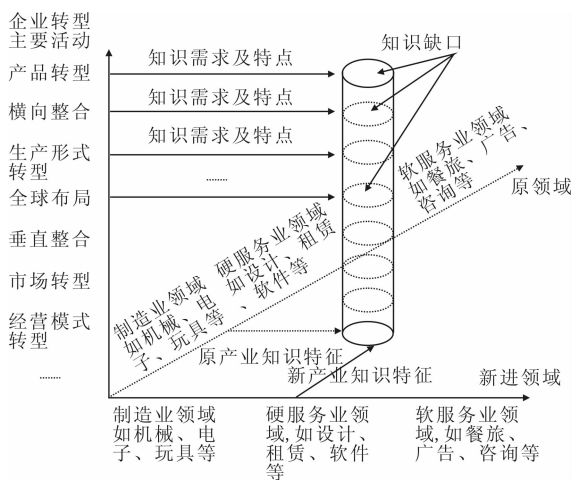 企业转型
主要活动
产品转型
横向整合
生产形式
转型
全球布局
垂直整合
市场转型
经营模式
转型
........
知识需求及特点
知识需求及特点
知识需求及特点
........
知识缺口
软服务业领域
如餐旅、广告、
咨询等
原领域
硬服务业领域
如设计、租赁
、软件等
制造业领域
如机械、电
子、玩具等
原产业知识特征
新产业知识特征
新进领域
制造业领域
如机械、电
子、玩具等
硬服务业领
域,如设计、
租赁、软件
等
软服务业领
域,如餐旅、
广告、咨询等